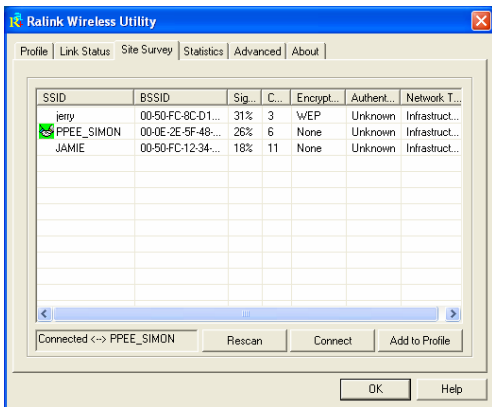 Ralink Wireless Utility
Profile Link Status Site Survey Statistics Advanced About
SSID BSSID Sig... C... Encrypt... Authent... Network T...
jerry 00-50-FC-8C-D1... 31% 3 WEP Unknown Infrastruct...
PPEE_SIMON 00-0E-2E-5F-48-... 26% 6 None Unknown Infrastruct...
JAMIE 00-50-FC-12-34-... 18% 11 None Unknown Infrastruct...
Connected <--> PPEE_SIMON Rescan Connect Add to Profile
OK Help